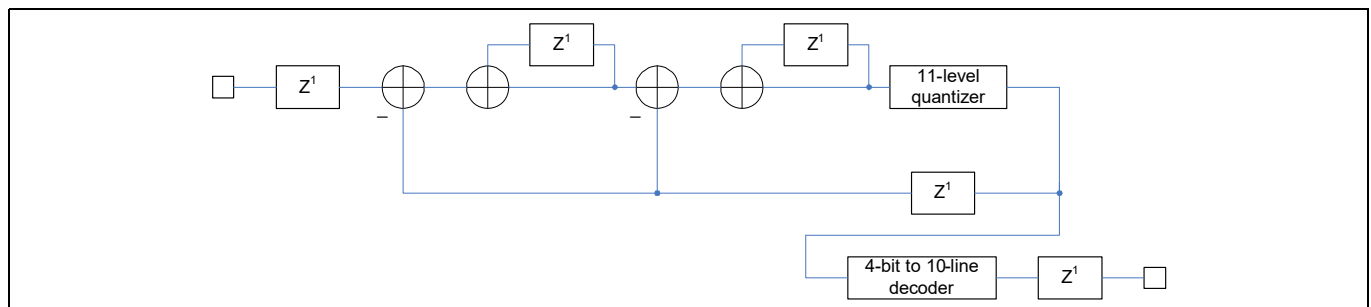 Z1
Z1
Z1
11-level
quantizer
–
–
Z1
4-bit to 10-line
decoder
Z1